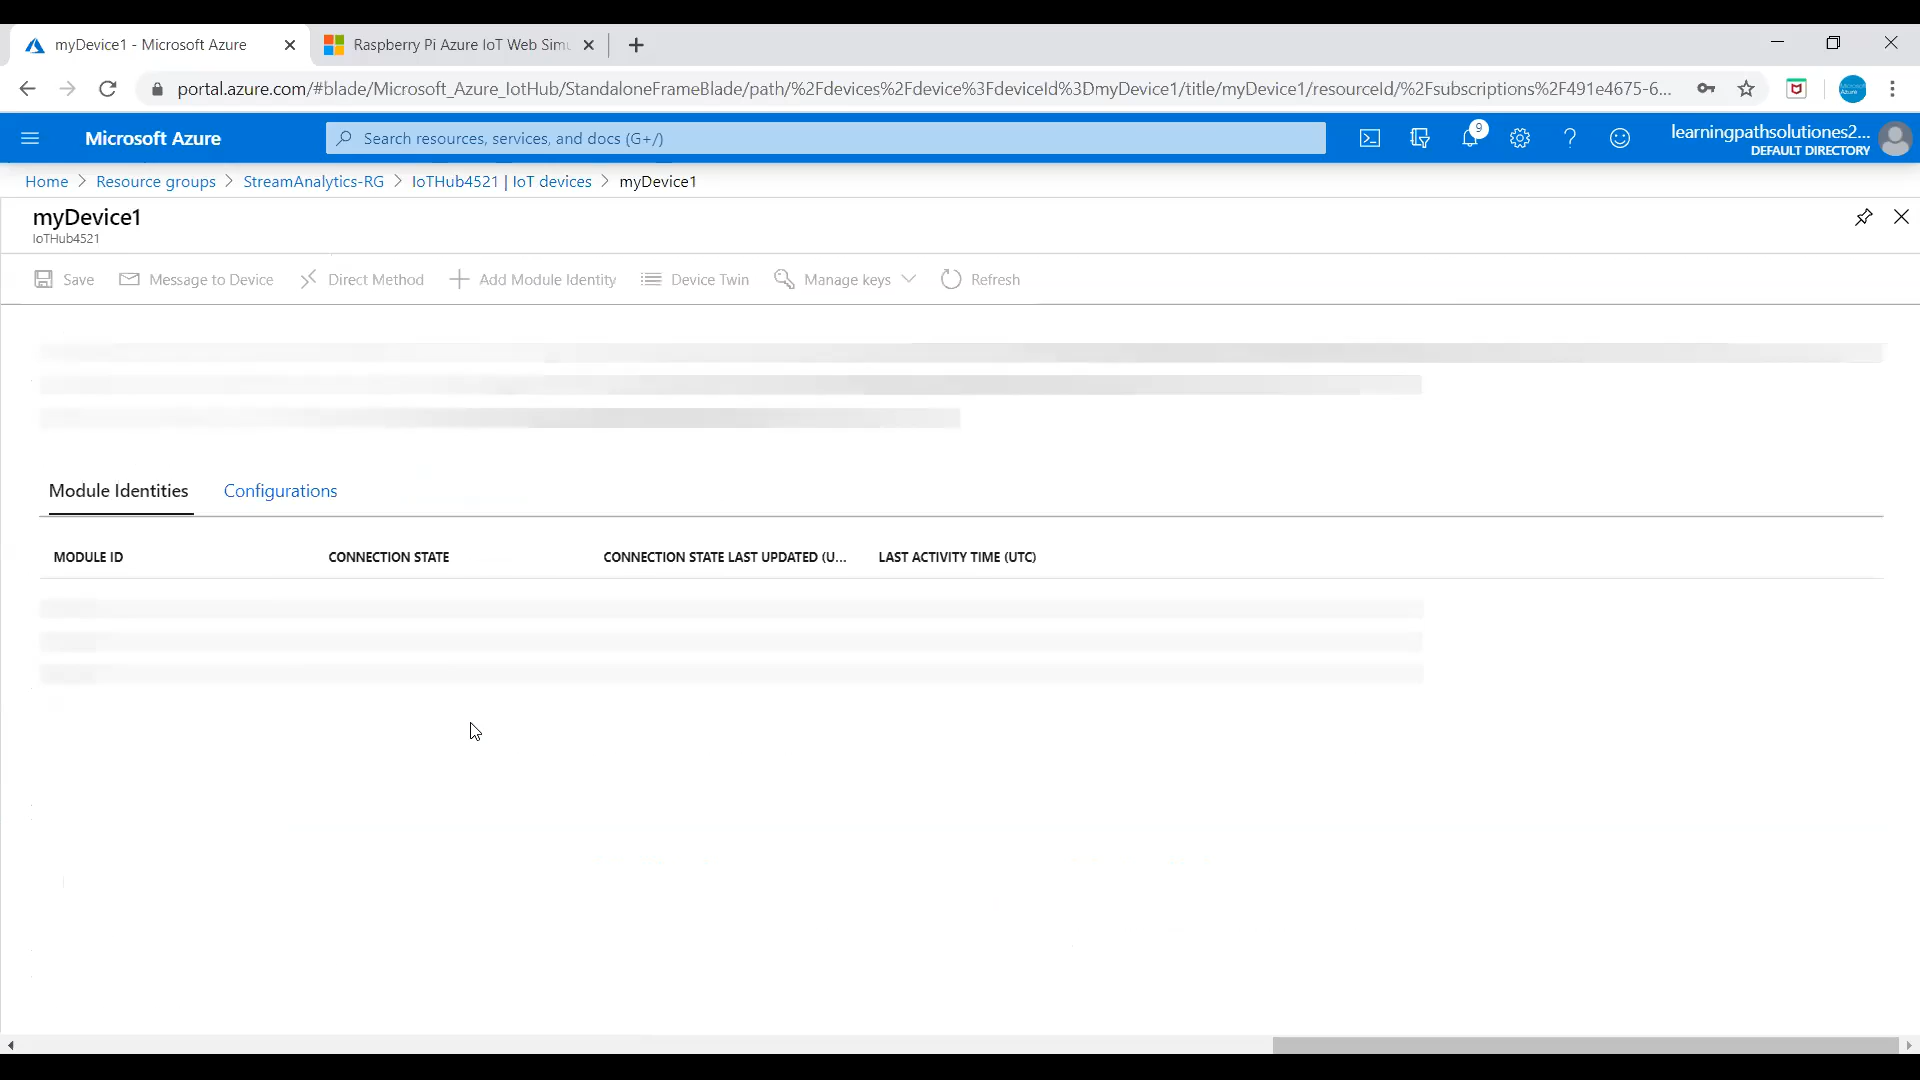 myDevice1 - Microsoft Azure
Raspberry Pi Azure IoT Web Simu
portal.azure.com/#blade/Microsoft_Azure_IotHub/StandaloneFrameBlade/path/%2Fdevices%2Fdevice%3FdeviceId%3DmyDevice1/title/myDevice1/resourceId/%2Fsubscriptions%2F491e4675-6...
Microsoft Azure
Search resources, services, and docs (G+/)
9
learningpathsolutiones2...
DEFAULT DIRECTORY
Home > Resource groups > StreamAnalytics-RG > IoTHub4521 | IoT devices > myDevice1
myDevice1
IoTHub4521
Save Message to Device Direct Method Add Module Identity Device Twin Manage keys Refresh
Module Identities Configurations
MODULE ID CONNECTION STATE CONNECTION STATE LAST UPDATED (U... LAST ACTIVITY TIME (UTC)